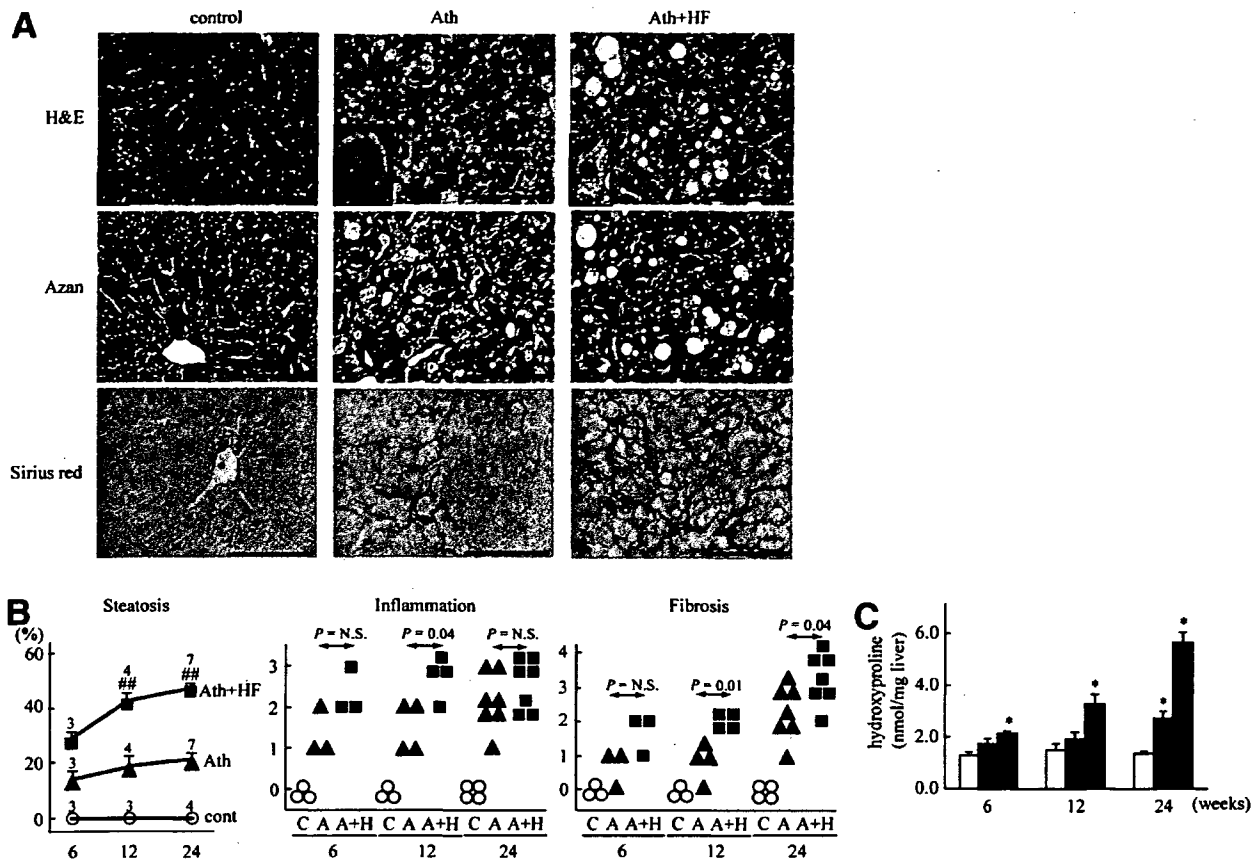 A
control Ath Ath+HF
H&E
Azan
Sirius red
B
Steatosis
(%)
60
40
20
0
3 4 ## 7 ## Ath+HF
3 4 7 Ath
3 3 4 cont
6 12 24
Inflammation
P = N.S. P = 0.04 P = N.S.
3
2
1
0
C A A+H C A A+H C A A+H
6 12 24
Fibrosis
P = N.S. P = 0.01 P = 0.04
4
3
2
1
0
C A A+H C A A+H C A A+H
6 12 24
C
hydroxyproline
(nmol/mg liver)
6.0
4.0
2.0
0.0
* * * *
6 12 24 (weeks)